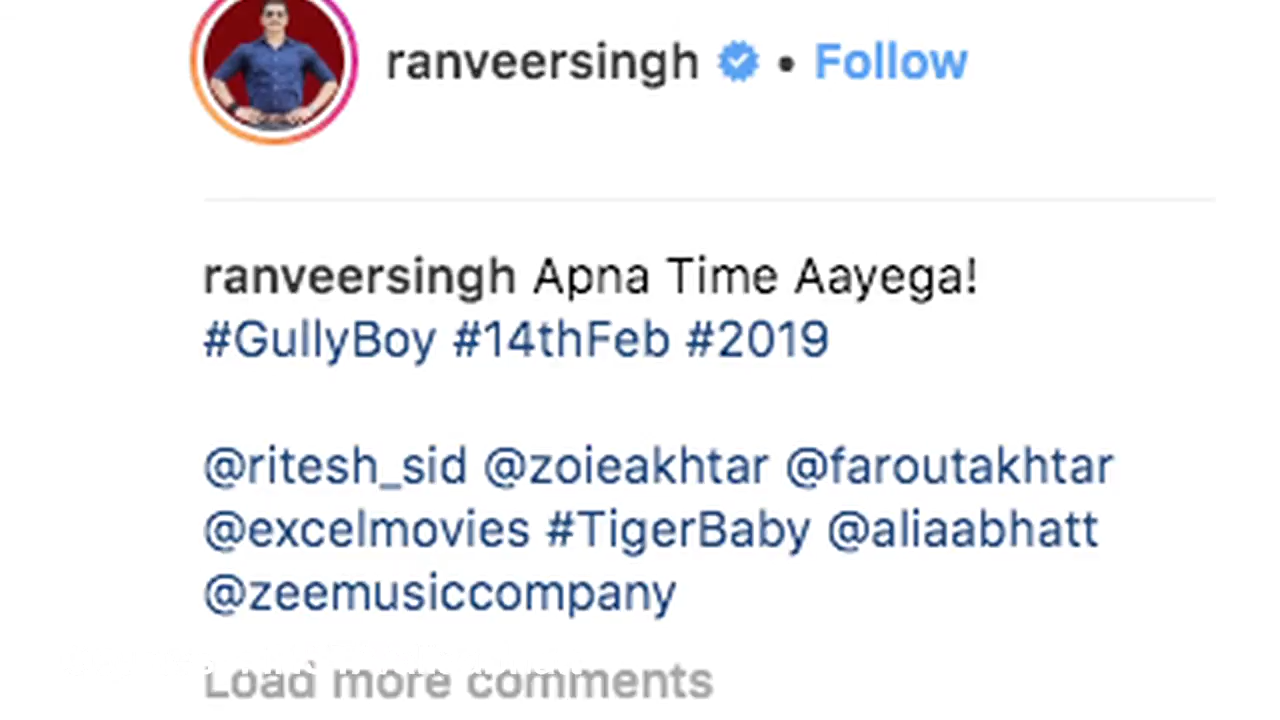 ranveersingh • Follow
ranveersingh Apna Time Aayega!
#GullyBoy #14thFeb #2019
@ritesh_sid @zoieakhtar @faroutakhtar
@excelmovies #TigerBaby @aliaabhatt
@zeemusiccompany
Load more comments